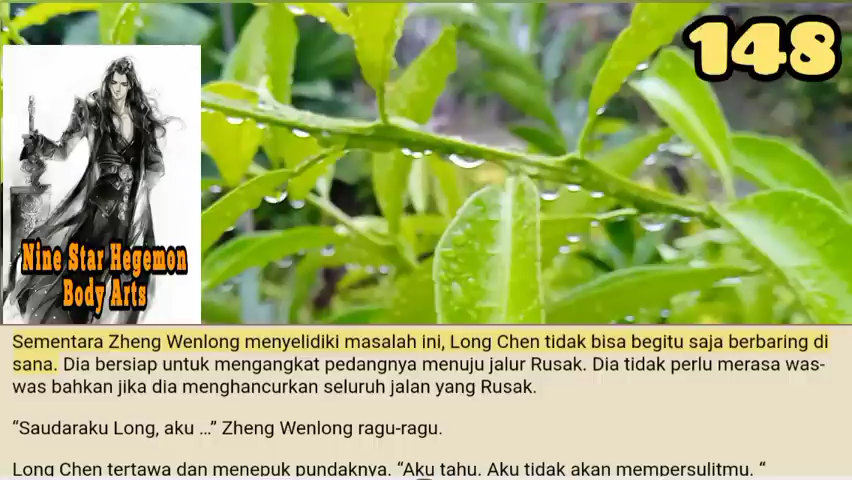 148
Nine Star Hegemon
Body Arts
Sementara Zheng Wenlong menyelidiki masalah ini, Long Chen tidak bisa begitu saja berbaring di
sana. Dia bersiap untuk mengangkat pedangnya menuju jalur Rusak. Dia tidak perlu merasa was-
was bahkan jika dia menghancurkan seluruh jalan yang Rusak.
“Saudaraku Long, aku …” Zheng Wenlong ragu-ragu.
Long Chen tertawa dan menepuk pundaknya. “Aku tahu. Aku tidak akan mempersulitmu. “